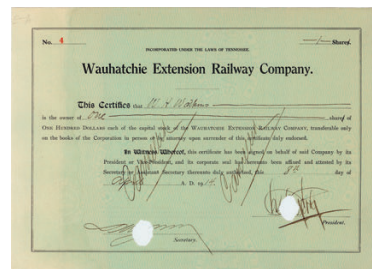 No. 4 —1— Shares.
INCORPORATED UNDER THE LAWS OF TENNESSEE.
Wauhatchie Extension Railway Company.
This Certifies that W. A.
is the owner of One shares of
ONE HUNDRED DOLLARS each of the capital stock of the WAUHATCHIE EXTENSION RAILWAY COMPANY, transferable only
on the books of the Corporation in person or by attorney upon surrender of this certificate duly endorsed.
In Witness Whereof, this certificate has been signed on behalf of said Company by its
President or Vice-President, and its corporate seal has hereunto been affixed and attested by its
Secretary or Assistant Secretary thereunto duly authorized, this 8th day of
A. D. 19
President.
Secretary.